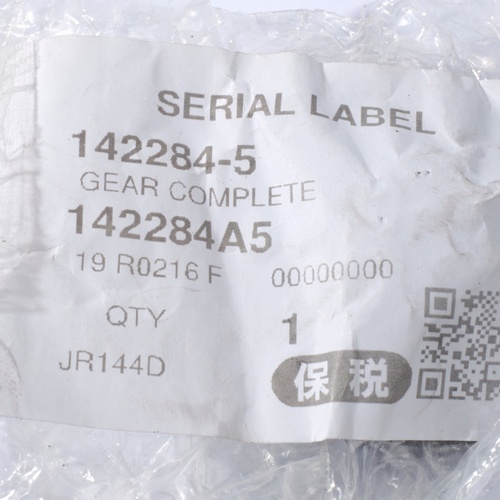 SERIAL LABEL
142284-5
GEAR COMPLETE
142284A5
19 R0216 F 00000000
QTY 1
JR144D 保税